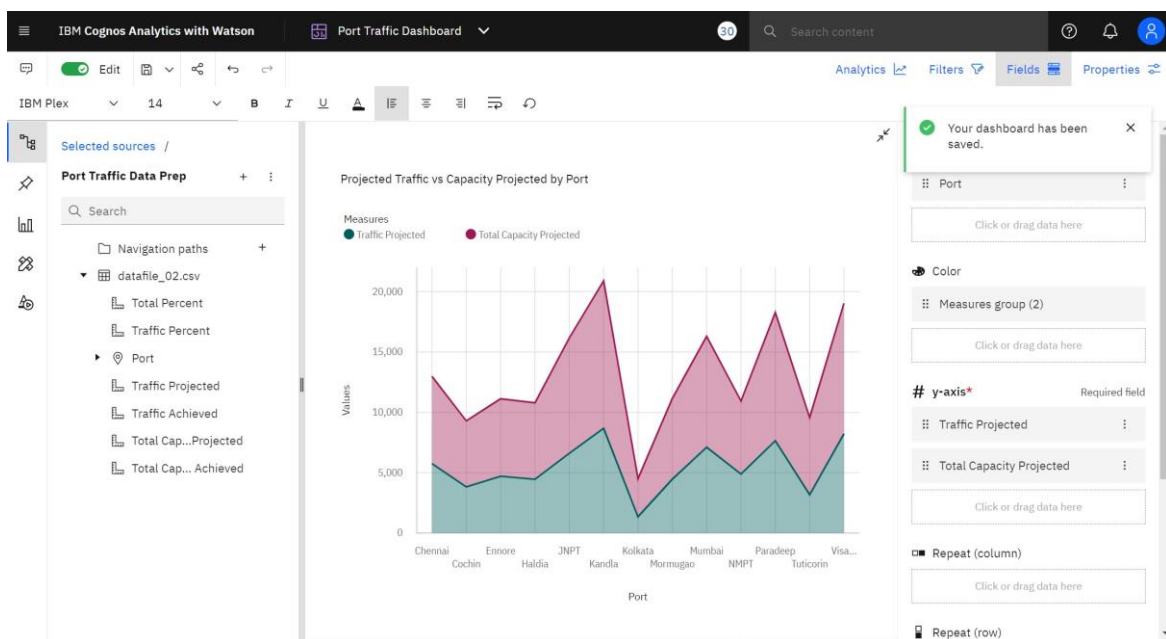 IBM Cognos Analytics with Watson
Port Traffic Dashboard
30
Search content
Edit
Analytics
Filters
Fields
Properties
IBM Plex
14
B
I
U
A
Selected sources /
Port Traffic Data Prep
Search
Navigation paths
datafile_02.csv
Total Percent
Traffic Percent
Port
Traffic Projected
Traffic Achieved
Total Cap...Projected
Total Cap... Achieved
Projected Traffic vs Capacity Projected by Port
Measures
Traffic Projected
Total Capacity Projected
20,000
15,000
10,000
5,000
0
Values
Chennai
Cochin
Ennore
Haldia
JNPT
Kandla
Kolkata
Mormugao
Mumbai
NMPT
Paradeep
Tuticorin
Visa...
Port
Your dashboard has been
saved.
Port
Click or drag data here
Color
Measures group (2)
Click or drag data here
# y-axis*
Required field
Traffic Projected
Total Capacity Projected
Click or drag data here
Repeat (column)
Click or drag data here
Repeat (row)